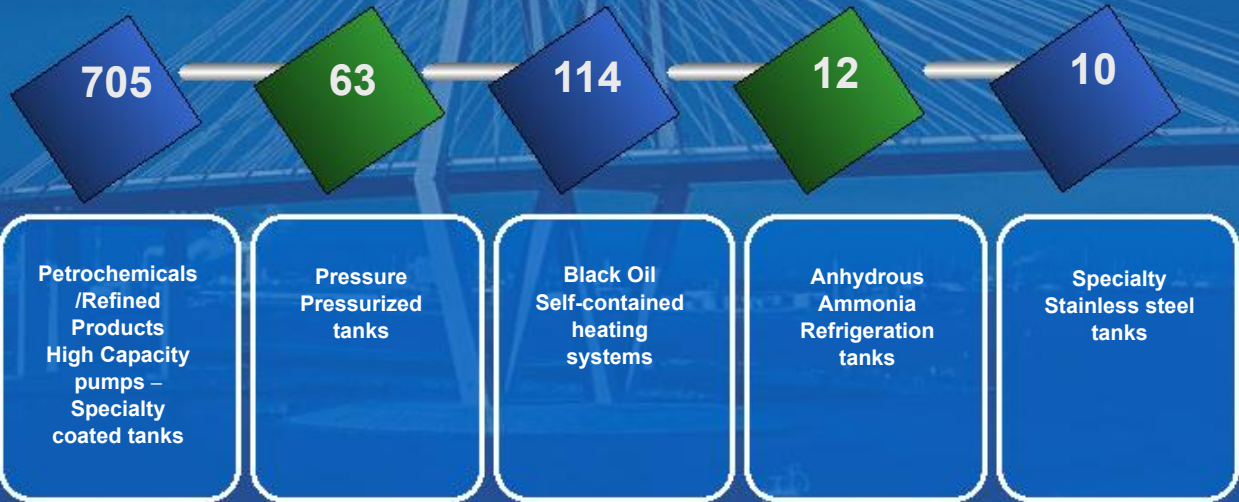 705
63
114
12
10
Petrochemicals
/Refined
Products
High Capacity
pumps –
Specialty
coated tanks
Pressure
Pressurized
tanks
Black Oil
Self-contained
heating
systems
Anhydrous
Ammonia
Refrigeration
tanks
Specialty
Stainless steel
tanks